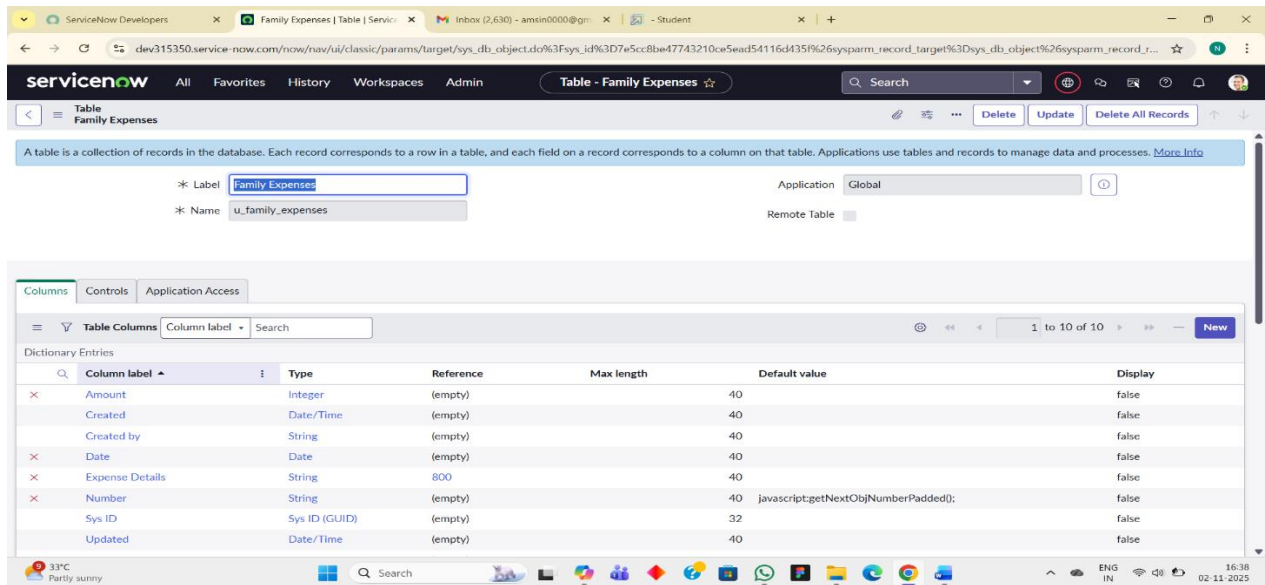 ServiceNow Developers
Family Expenses | Table | Servic
Inbox (2,630) - amsin0000@gm
- Student
dev315350.service-now.com/now/nav/ui/classic/params/target/sys_db_object.do%3Fsys_id%3D7e5cc8be47743210ce5ead54116d435f%26sysparm_record_target%3Dsys_db_object%26sysparm_record_r...
N
servicenow All Favorites History Workspaces Admin Table - Family Expenses Search
Table
Family Expenses
Delete Update Delete All Records
A table is a collection of records in the database. Each record corresponds to a row in a table, and each field on a record corresponds to a column on that table. Applications use tables and records to manage data and processes. More Info
* Label Family Expenses Application Global
* Name u_family_expenses Remote Table
Columns Controls Application Access
Table Columns Column label Search 1 to 10 of 10 New
Dictionary Entries
Column label Type Reference Max length Default value Display
Amount Integer (empty) 40 false
Created Date/Time (empty) 40 false
Created by String (empty) 40 false
Date Date (empty) 40 false
Expense Details String 800 40 false
Number String (empty) 40 javascript:getNextObjNumberPadded(); false
Sys ID Sys ID (GUID) (empty) 32 false
Updated Date/Time (empty) 40 false
9 33°C
Partly sunny
Search
ENG
IN
16:38
02-11-2025